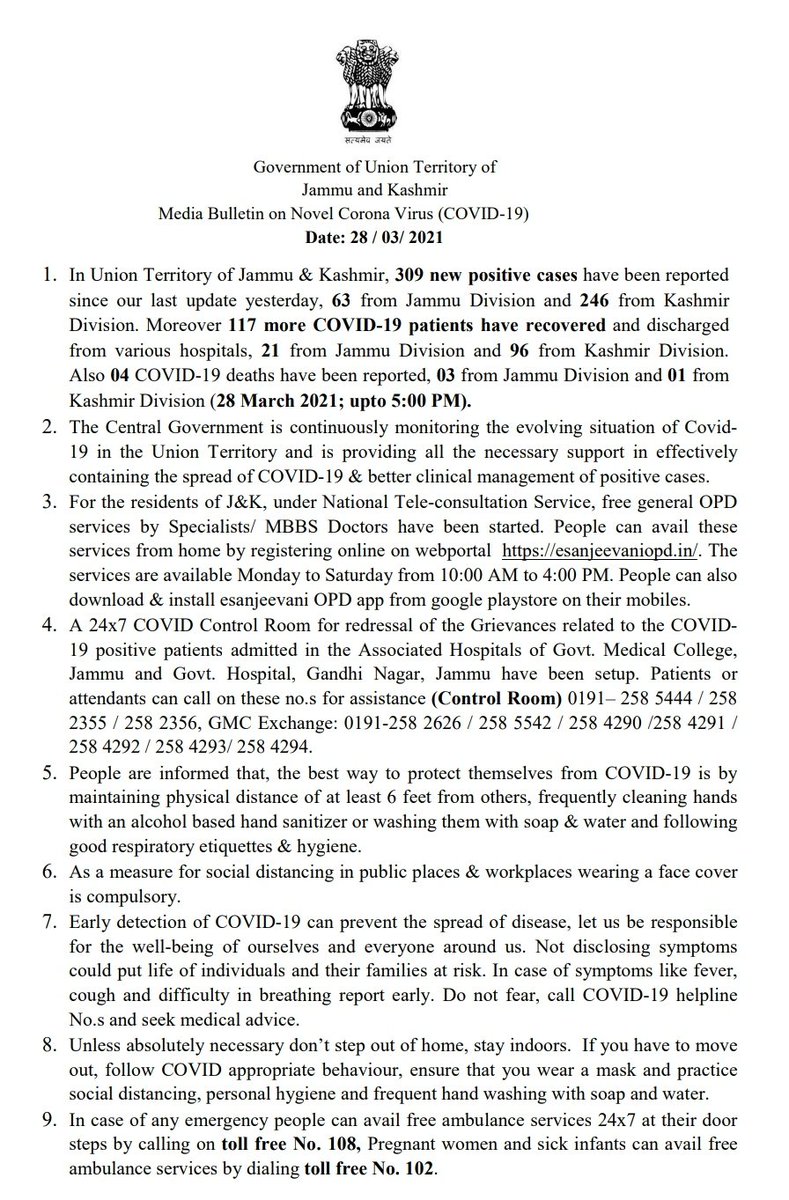 सत्यमेव जयते
Government of Union Territory of
Jammu and Kashmir
Media Bulletin on Novel Corona Virus (COVID-19)
Date: 28 / 03/ 2021
1. In Union Territory of Jammu & Kashmir, 309 new positive cases have been reported
since our last update yesterday, 63 from Jammu Division and 246 from Kashmir
Division. Moreover 117 more COVID-19 patients have recovered and discharged
from various hospitals, 21 from Jammu Division and 96 from Kashmir Division.
Also 04 COVID-19 deaths have been reported, 03 from Jammu Division and 01 from
Kashmir Division (28 March 2021; upto 5:00 PM).
2. The Central Government is continuously monitoring the evolving situation of Covid-
19 in the Union Territory and is providing all the necessary support in effectively
containing the spread of COVID-19 & better clinical management of positive cases.
3. For the residents of J&K, under National Tele-consultation Service, free general OPD
services by Specialists/ MBBS Doctors have been started. People can avail these
services from home by registering online on webportal https://esanjeevaniopd.in/. The
services are available Monday to Saturday from 10:00 AM to 4:00 PM. People can also
download & install esanjeevani OPD app from google playstore on their mobiles.
4. A 24x7 COVID Control Room for redressal of the Grievances related to the COVID-
19 positive patients admitted in the Associated Hospitals of Govt. Medical College,
Jammu and Govt. Hospital, Gandhi Nagar, Jammu have been setup. Patients or
attendants can call on these no.s for assistance (Control Room) 0191– 258 5444 / 258
2355 / 258 2356, GMC Exchange: 0191-258 2626 / 258 5542 / 258 4290 /258 4291 /
258 4292 / 258 4293/ 258 4294.
5. People are informed that, the best way to protect themselves from COVID-19 is by
maintaining physical distance of at least 6 feet from others, frequently cleaning hands
with an alcohol based hand sanitizer or washing them with soap & water and following
good respiratory etiquettes & hygiene.
6. As a measure for social distancing in public places & workplaces wearing a face cover
is compulsory.
7. Early detection of COVID-19 can prevent the spread of disease, let us be responsible
for the well-being of ourselves and everyone around us. Not disclosing symptoms
could put life of individuals and their families at risk. In case of symptoms like fever,
cough and difficulty in breathing report early. Do not fear, call COVID-19 helpline
No.s and seek medical advice.
8. Unless absolutely necessary don’t step out of home, stay indoors. If you have to move
out, follow COVID appropriate behaviour, ensure that you wear a mask and practice
social distancing, personal hygiene and frequent hand washing with soap and water.
9. In case of any emergency people can avail free ambulance services 24x7 at their door
steps by calling on toll free No. 108, Pregnant women and sick infants can avail free
ambulance services by dialing toll free No. 102.